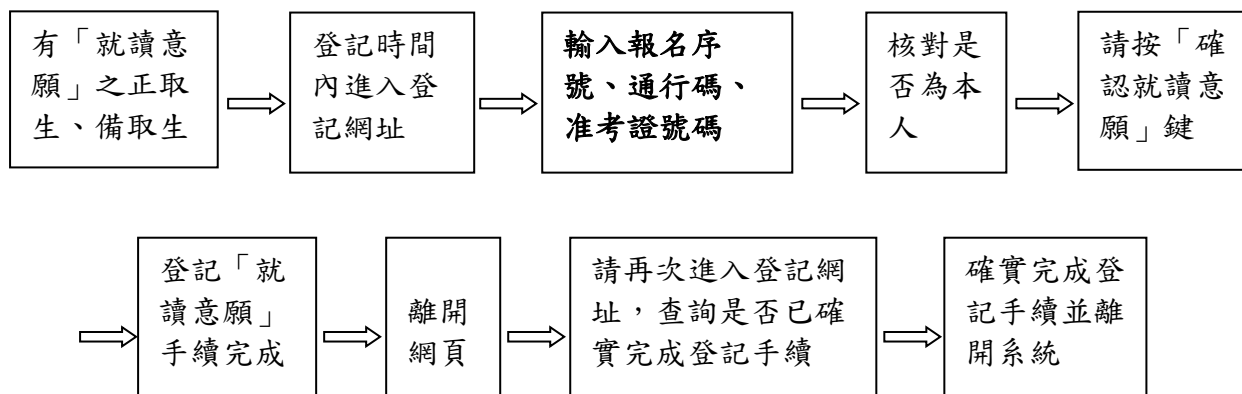 有「就讀意
願」之正取
生、備取生
登記時間
內進入登
記網址
輸入報名序
號、通行碼、
准考證號碼
核對是
否為本
人
請按「確
認就讀意
願」鍵
登記「就
讀意願」
手續完成
離開
網頁
請再次進入登記網
址，查詢是否已確
實完成登記手續
確實完成登
記手續並離
開系統